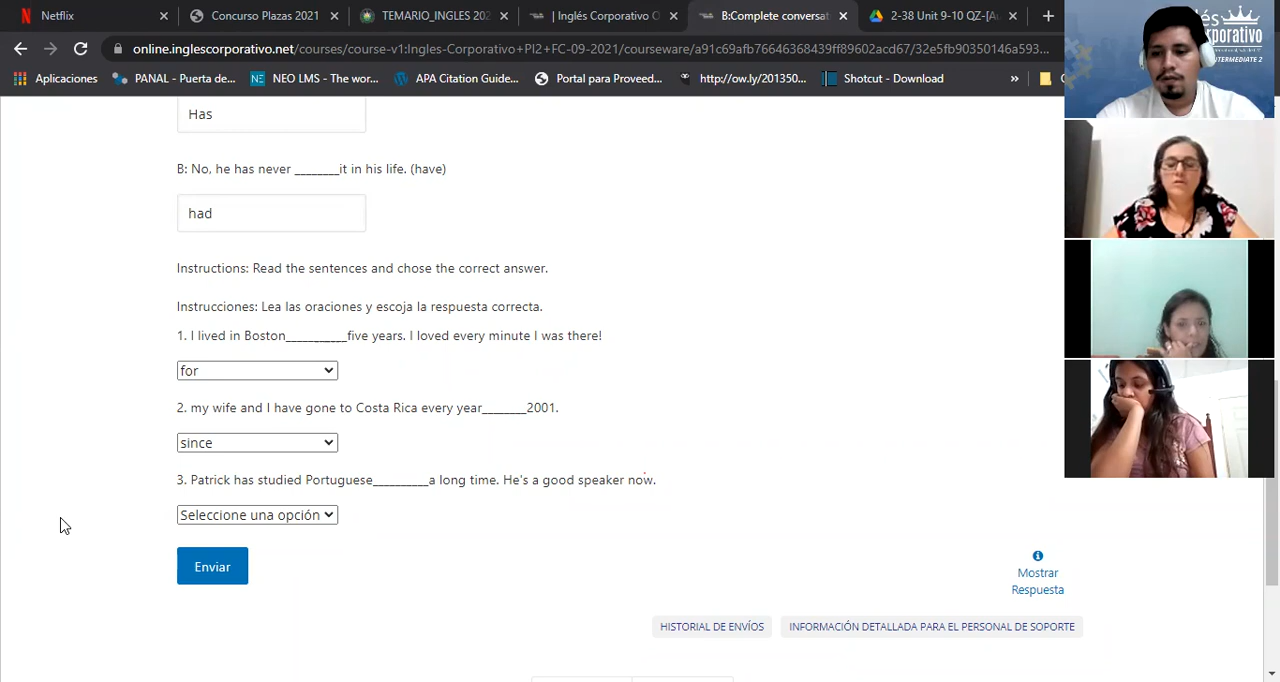 Netflix
Concurso Plazas 2021
TEMARIO_INGLES 202
| Inglés Corporativo O
B:Complete conversat
2-38 Unit 9-10 QZ-[Au
online.inglescorporativo.net/courses/course-v1:Ingles-Corporativo+PI2+FC-09-2021/courseware/a91c69afb76646368439ff89602acd67/32e5fb90350146a593...
Aplicaciones
PANAL - Puerta de...
NEO LMS - The wor...
APA Citation Guide...
Portal para Proveed...
http://ow.ly/201350...
Shotcut - Download
»
Has
B: No, he has never ________it in his life. (have)
had
Instructions: Read the sentences and chose the correct answer.
Instrucciones: Lea las oraciones y escoja la respuesta correcta.
1. I lived in Boston___________five years. I loved every minute I was there!
for
2. my wife and I have gone to Costa Rica every year________2001.
since
3. Patrick has studied Portuguese__________a long time. He's a good speaker now.
Seleccione una opción
Enviar
Mostrar
Respuesta
HISTORIAL DE ENVÍOS
INFORMACIÓN DETALLADA PARA EL PERSONAL DE SOPORTE